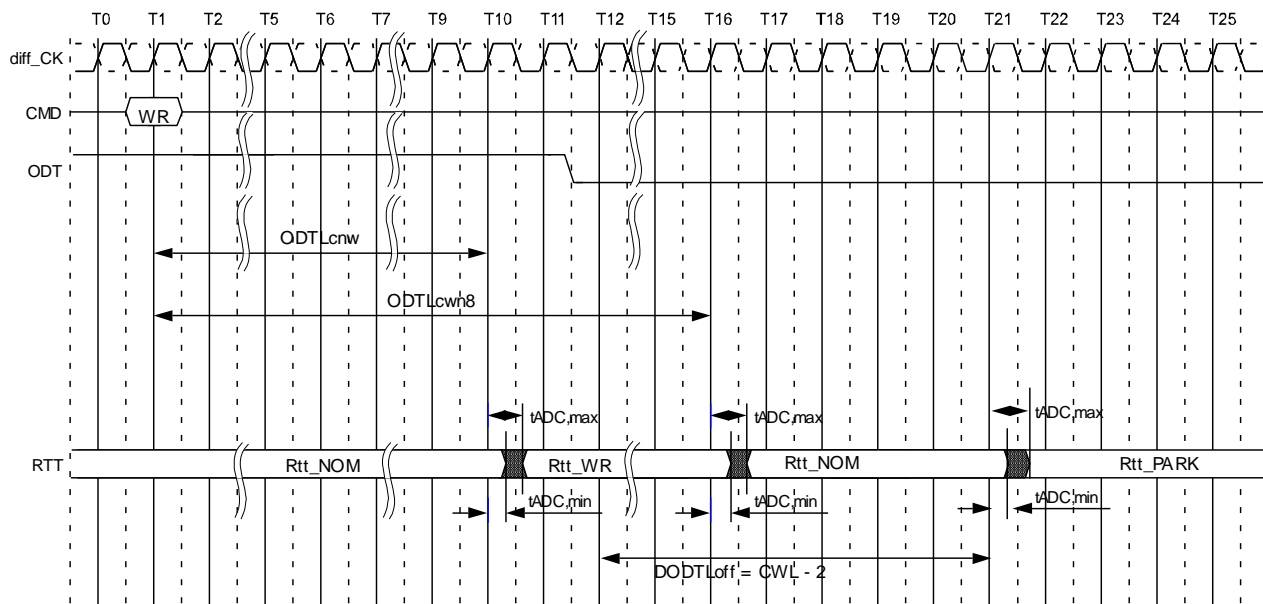 T0 T1 T2 T5 T6 T7 T9 T10 T11 T12 T15 T16 T17 T18 T19 T20 T21 T22 T23 T24 T25
diff_CK
CMD WR
ODT
ODTLcnw
ODTLcwn8
tADC,max tADC,max tADC,max
RTT Rtt_NOM Rtt_WR Rtt_NOM Rtt_PARK
tADC,min tADC,min tADC,min
DODTLoff = CWL - 2